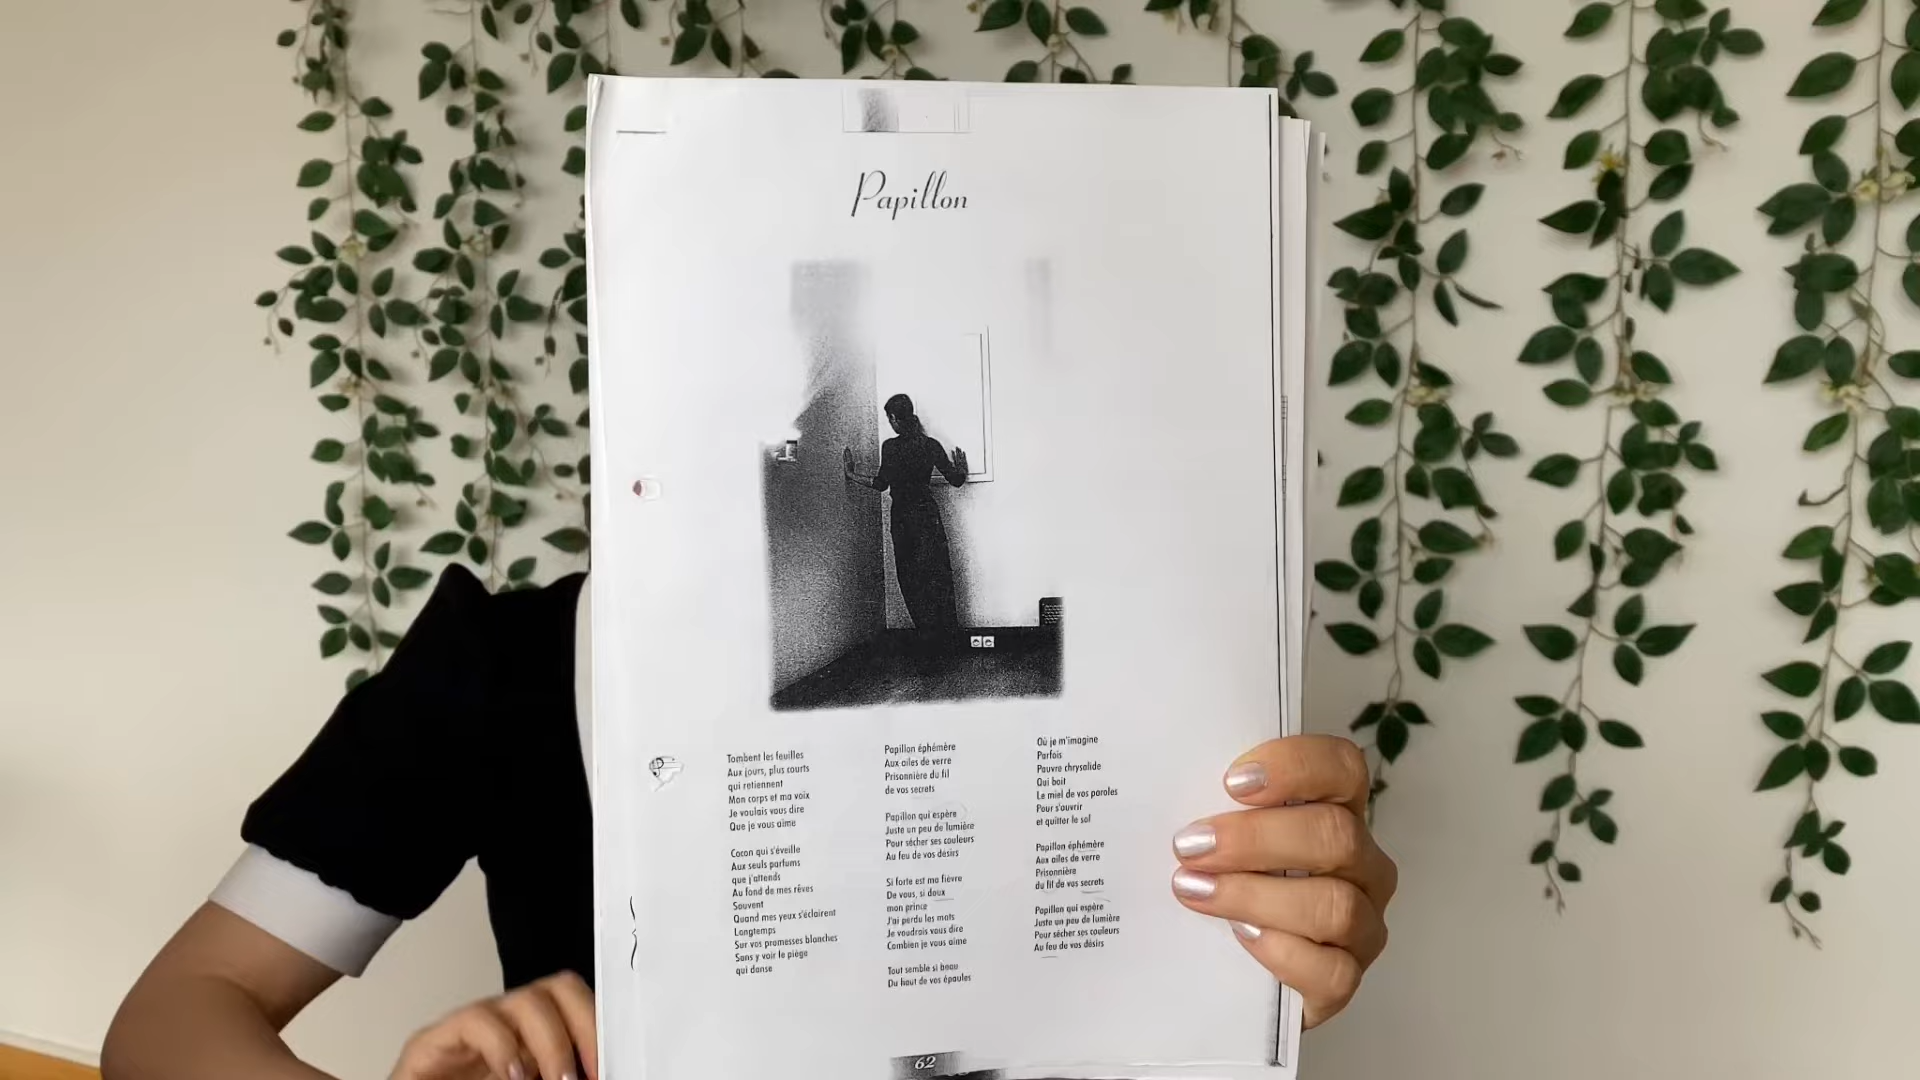 Papillon
Tombent les feuilles
Aux jours, plus courts
qui retiennent
Mon corps et ma voix
Je voulais vous dire
Que je vous aime
Cocon qui s'éveille
Aux seuls parfums
que j'attends
Au fond de mes rêves
Souvent
Quand mes yeux s'éclairent
Longtemps
Sur vos promesses blanches
Sans y voir le piège
qui danse
Papillon éphémère
Aux ailes de verre
Prisonnière du fil
de vos secrets
Papillon qui espère
Juste un peu de lumière
Pour sécher ses couleurs
Au feu de vos désirs
Si forte est ma fièvre
De vous, si doux
mon prince
J'ai perdu les mots
Je voudrais vous dire
Combien je vous aime
Tout semble si beau
Du haut de vos épaules
Où je m'imagine
Parfois
Pauvre chrysalide
Qui boit
Le miel de vos paroles
Pour s'ouvrir
et quitter le sol
Papillon éphémère
Aux ailes de verre
Prisonnière
du fil de vos secrets
Papillon qui espère
Juste un peu de lumière
Pour sécher ses couleurs
Au feu de vos désirs
62